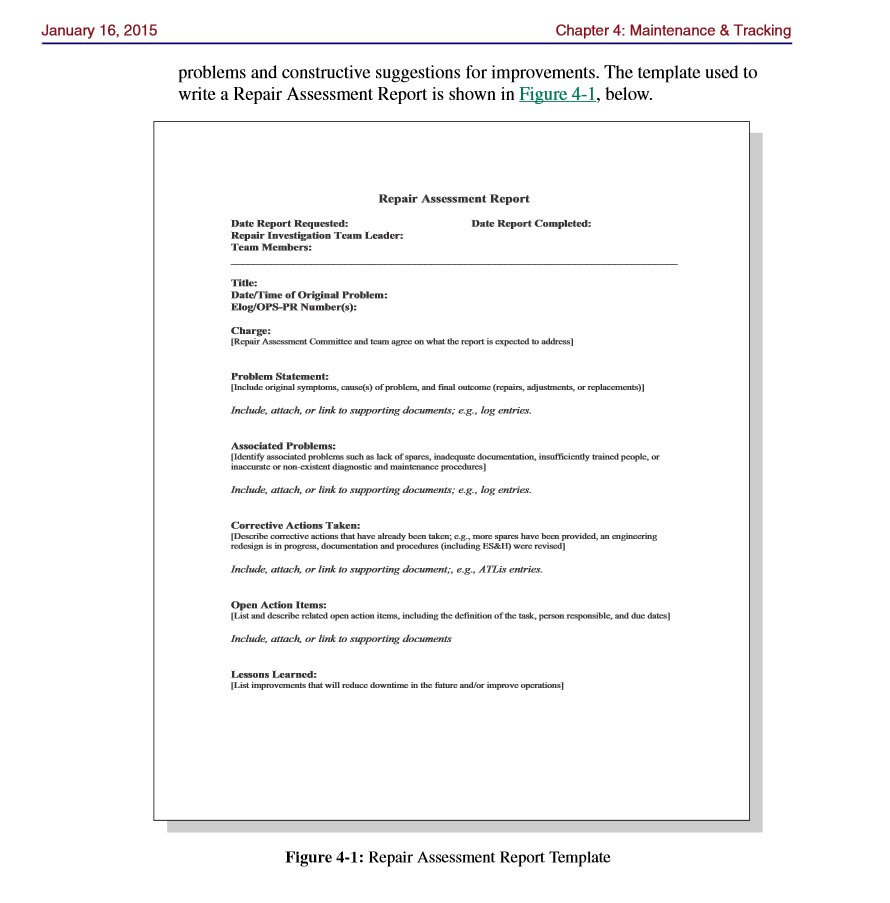 January 16, 2015 Chapter 4: Maintenance & Tracking
problems and constructive suggestions for improvements. The template used to
write a Repair Assessment Report is shown in Figure 4-1, below.
Repair Assessment Report
Date Report Requested: Date Report Completed:
Repair Investigation Team Leader:
Team Members:
Title:
Date/Time of Original Problem:
Elog/OPS-PR Number(s):
Charge:
[Repair Assessment Committee and team agree on what the report is expected to address]
Problem Statement:
[Include original symptoms, cause(s) of problem, and final outcome (repairs, adjustments, or replacements)]
Include, attach, or link to supporting documents; e.g., log entries.
Associated Problems:
[Identify associated problems such as lack of spares, inadequate documentation, insufficiently trained people, or
inaccurate or non-existent diagnostic and maintenance procedures]
Include, attach, or link to supporting documents; e.g., log entries.
Corrective Actions Taken:
[Describe corrective actions that have already been taken; e.g., more spares have been provided, an engineering
redesign is in progress, documentation and procedures (including ES&H) were revised]
Include, attach, or link to supporting document;, e.g., ATLis entries.
Open Action Items:
[List and describe related open action items, including the definition of the task, person responsible, and due dates]
Include, attach, or link to supporting documents
Lessons Learned:
[List improvements that will reduce downtime in the future and/or improve operations]
Figure 4-1: Repair Assessment Report Template